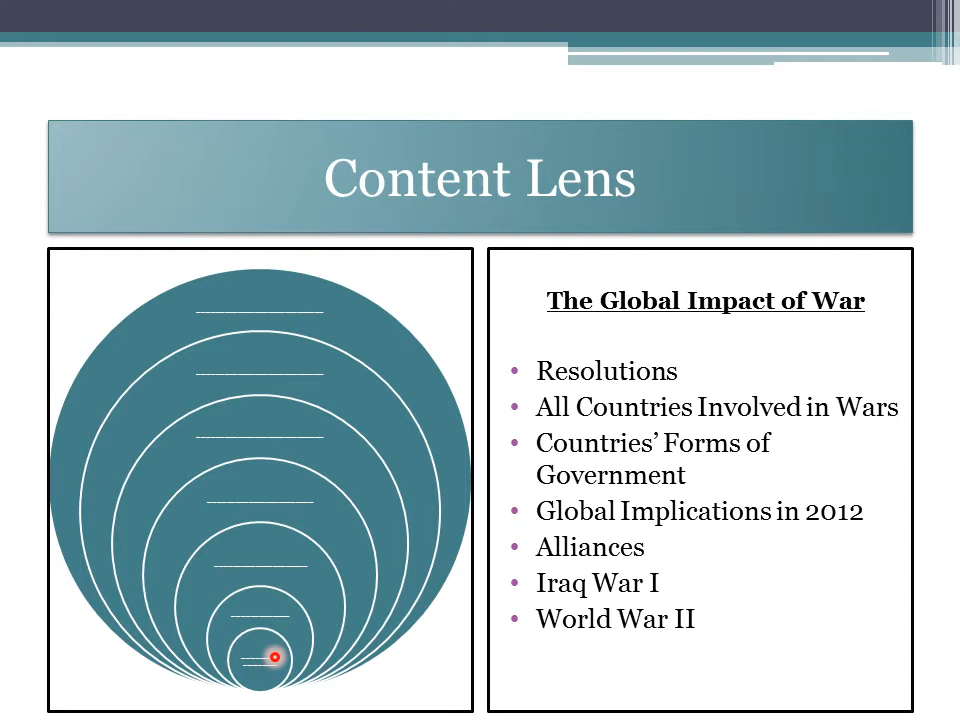 Content Lens
The Global Impact of War
• Resolutions
• All Countries Involved in Wars
• Countries’ Forms of
Government
• Global Implications in 2012
• Alliances
• Iraq War I
• World War II